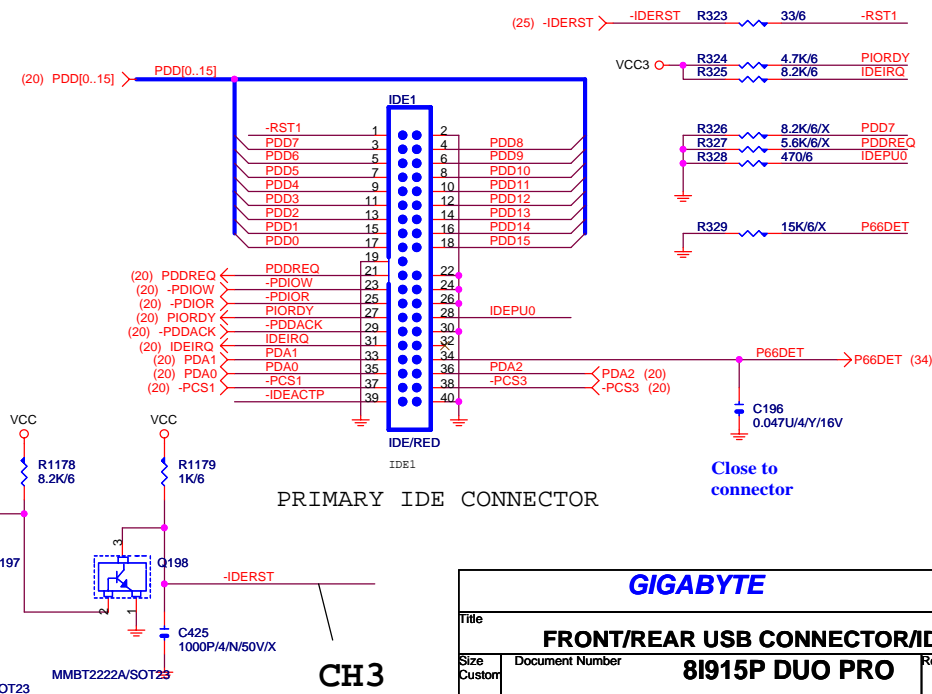 (25) -IDERST -IDERST R323 33/6 -RST1
VCC3 R324 4.7K/6 PIORDY
R325 8.2K/6 IDEIRQ
(20) PDD[0..15] PDD[0..15]
IDE1
R326 8.2K/6/X PDD7
R327 5.6K/6/X PDDREQ
R328 470/6 IDEPU0
R329 15K/6/X P66DET
-RST1 1 2
PDD7 3 4 PDD8
PDD6 5 6 PDD9
PDD5 7 8 PDD10
PDD4 9 10 PDD11
PDD3 11 12 PDD12
PDD2 13 14 PDD13
PDD1 15 16 PDD14
PDD0 17 18 PDD15
19
(20) PDDREQ PDDREQ 21 22
(20) -PDIOW -PDIOW 23 24
(20) -PDIOR -PDIOR 25 26
(20) PIORDY PIORDY 27 28 IDEPU0
(20) -PDDACK -PDDACK 29 30
(20) IDEIRQ IDEIRQ 31 32
(20) PDA1 PDA1 33 34 P66DET P66DET (34)
(20) PDA0 PDA0 35 36 PDA2 PDA2 (20)
(20) -PCS1 -PCS1 37 38 -PCS3 -PCS3 (20)
-IDEACTP 39 40
IDE/RED
IDE1
PRIMARY IDE CONNECTOR
C196
0.047U/4/Y/16V
Close to
connector
VCC
R1178
8.2K/6
VCC
R1179
1K/6
197
3
Q198
2
1
-IDERST
C425
1000P/4/N/50V/X
MMBT2222A/SOT23
OT23
CH3
GIGABYTE
Title
FRONT/REAR USB CONNECTOR/ID
Size
Custom
Document Number
8I915P DUO PRO
Re